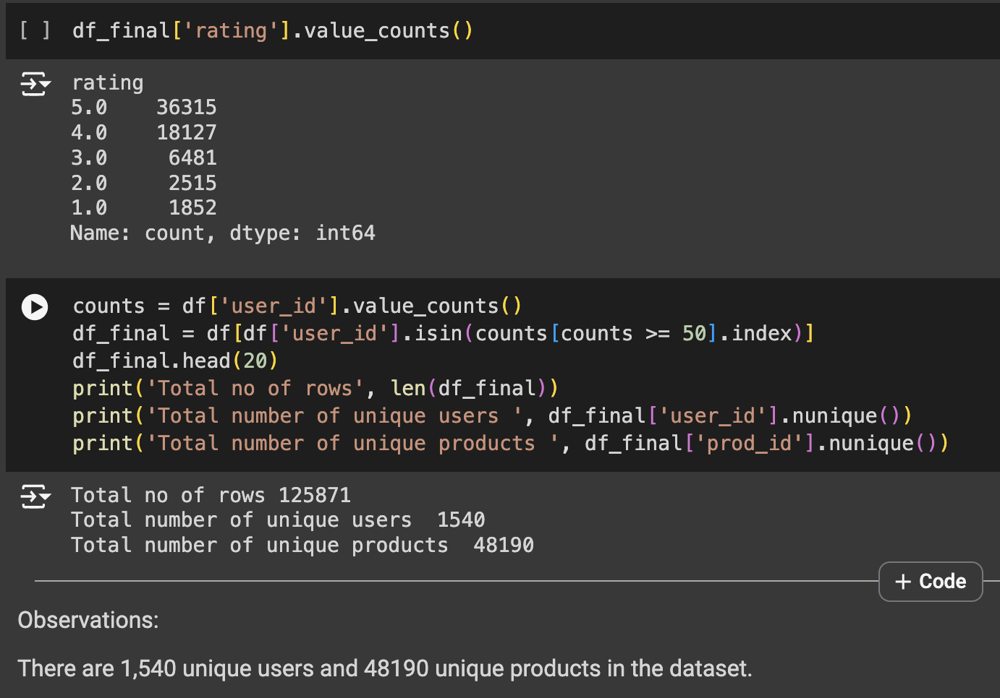 [ ] df_final['rating'].value_counts()
rating
5.0    36315
4.0    18127
3.0     6481
2.0     2515
1.0     1852
Name: count, dtype: int64
counts = df['user_id'].value_counts()
df_final = df[df['user_id'].isin(counts[counts >= 50].index)]
df_final.head(20)
print('Total no of rows', len(df_final))
print('Total number of unique users ', df_final['user_id'].nunique())
print('Total number of unique products ', df_final['prod_id'].nunique())
Total no of rows 125871
Total number of unique users  1540
Total number of unique products  48190
+ Code
Observations:
There are 1,540 unique users and 48190 unique products in the dataset.